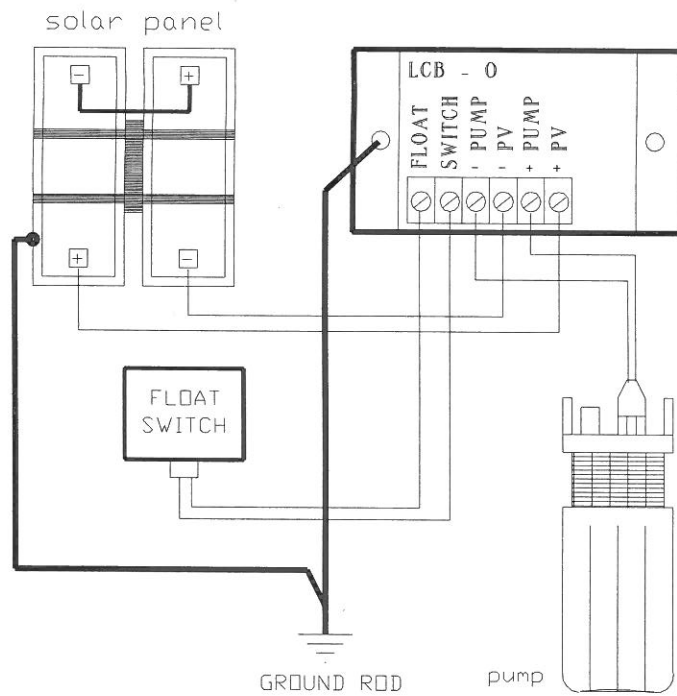 solar panel
LCB - O
FLOAT
SWITCH
- PUMP
- PV
+ PUMP
+ PV
- +
+ -
FLOAT
SWITCH
GROUND ROD
pump